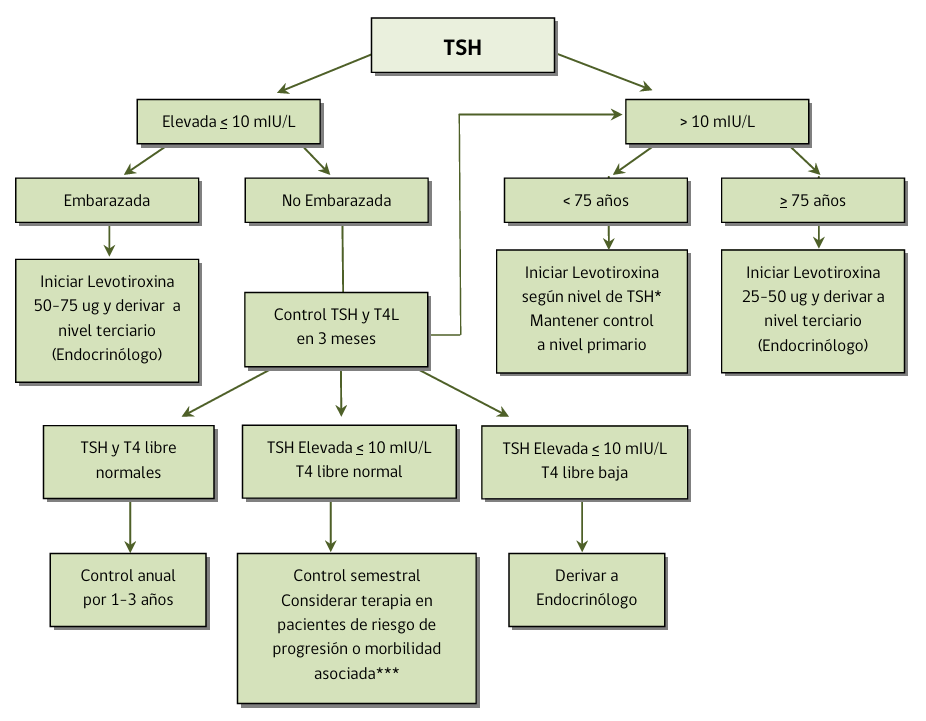 TSH
Elevada ≤ 10 mIU/L
> 10 mIU/L
Embarazada
No Embarazada
< 75 años
≥ 75 años
Iniciar Levotiroxina
50-75 ug y derivar a
nivel terciario
(Endocrinólogo)
Control TSH y T4L
en 3 meses
Iniciar Levotiroxina
según nivel de TSH*
Mantener control
a nivel primario
Iniciar Levotiroxina
25-50 ug y derivar a
nivel terciario
(Endocrinólogo)
TSH y T4 libre
normales
TSH Elevada ≤ 10 mIU/L
T4 libre normal
TSH Elevada ≤ 10 mIU/L
T4 libre baja
Control anual
por 1-3 años
Control semestral
Considerar terapia en
pacientes de riesgo de
progresión o morbilidad
asociada***
Derivar a
Endocrinólogo